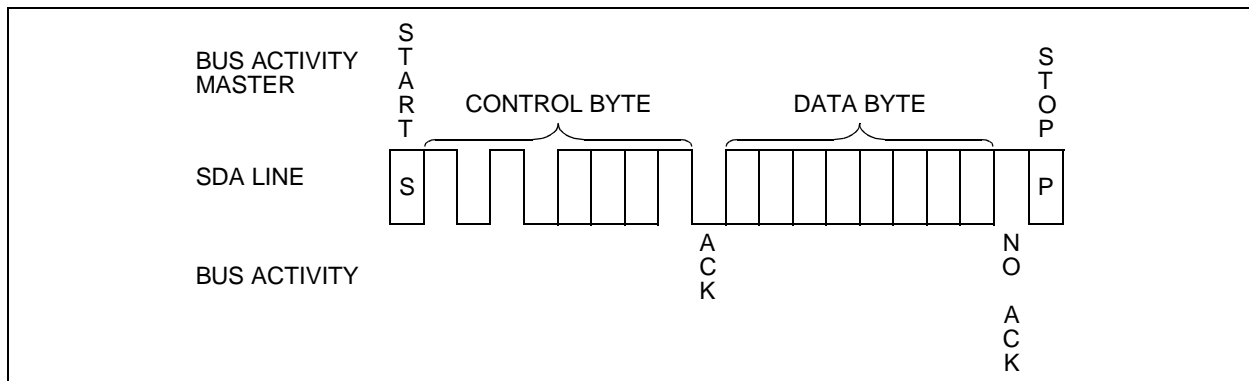 BUS ACTIVITY
MASTER
START
CONTROL BYTE
DATA BYTE
STOP
SDA LINE
S
P
BUS ACTIVITY
ACK
NO ACK